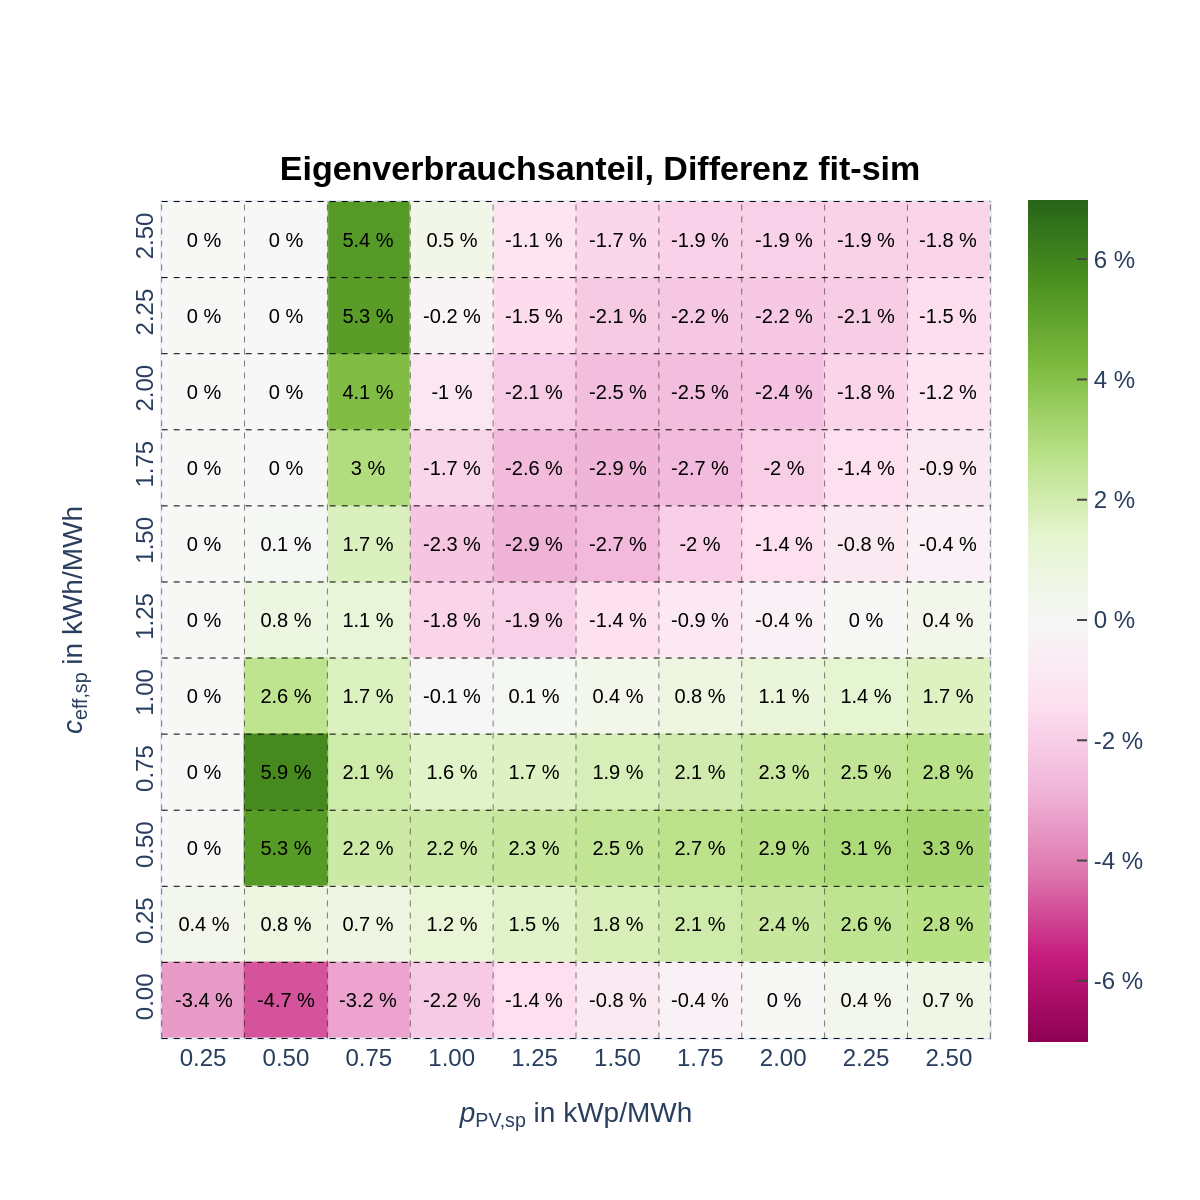 Eigenverbrauchsanteil, Differenz fit-sim
2.50 0 % 0 % 5.4 % 0.5 % -1.1 % -1.7 % -1.9 % -1.9 % -1.9 % -1.8 %
2.25 0 % 0 % 5.3 % -0.2 % -1.5 % -2.1 % -2.2 % -2.2 % -2.1 % -1.5 %
2.00 0 % 0 % 4.1 % -1 % -2.1 % -2.5 % -2.5 % -2.4 % -1.8 % -1.2 %
1.75 0 % 0 % 3 % -1.7 % -2.6 % -2.9 % -2.7 % -2 % -1.4 % -0.9 %
1.50 0 % 0.1 % 1.7 % -2.3 % -2.9 % -2.7 % -2 % -1.4 % -0.8 % -0.4 %
1.25 0 % 0.8 % 1.1 % -1.8 % -1.9 % -1.4 % -0.9 % -0.4 % 0 % 0.4 %
1.00 0 % 2.6 % 1.7 % -0.1 % 0.1 % 0.4 % 0.8 % 1.1 % 1.4 % 1.7 %
0.75 0 % 5.9 % 2.1 % 1.6 % 1.7 % 1.9 % 2.1 % 2.3 % 2.5 % 2.8 %
0.50 0 % 5.3 % 2.2 % 2.2 % 2.3 % 2.5 % 2.7 % 2.9 % 3.1 % 3.3 %
0.25 0.4 % 0.8 % 0.7 % 1.2 % 1.5 % 1.8 % 2.1 % 2.4 % 2.6 % 2.8 %
0.00 -3.4 % -4.7 % -3.2 % -2.2 % -1.4 % -0.8 % -0.4 % 0 % 0.4 % 0.7 %
0.25 0.50 0.75 1.00 1.25 1.50 1.75 2.00 2.25 2.50
p PV,sp in kWp/MWh
c eff,sp in kWh/MWh
6 %
4 %
2 %
0 %
-2 %
-4 %
-6 %